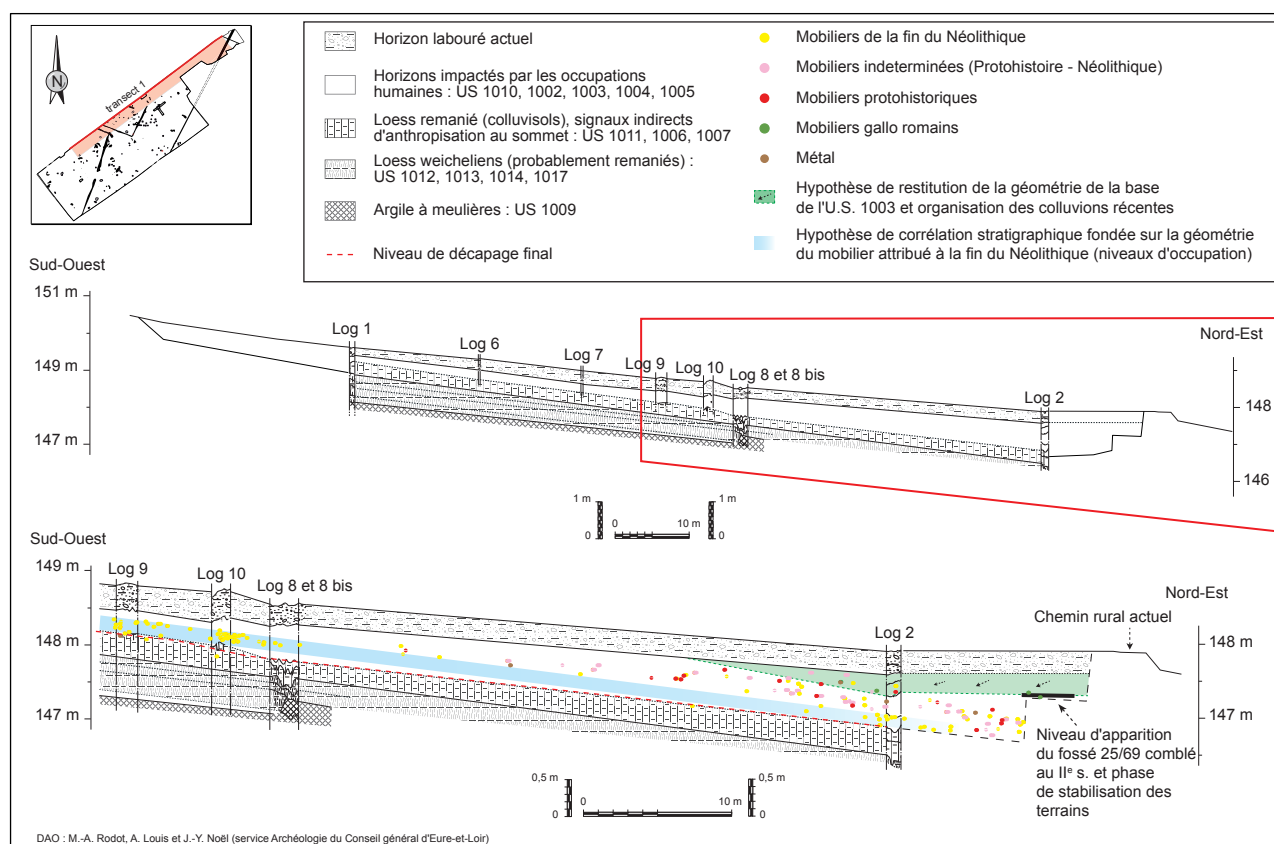 N
transect 1
Horizon labouré actuel
Horizons impactés par les occupations
humaines : US 1010, 1002, 1003, 1004, 1005
Loess remanié (colluvisols), signaux indirects
d'anthropisation au sommet : US 1011, 1006, 1007
Loess weicheliens (probablement remaniés) :
US 1012, 1013, 1014, 1017
Argile à meulières : US 1009
Niveau de décapage final
Mobiliers de la fin du Néolithique
Mobiliers indeterminées (Protohistoire - Néolithique)
Mobiliers protohistoriques
Mobiliers gallo romains
Métal
Hypothèse de restitution de la géométrie de la base
de l'U.S. 1003 et organisation des colluvions récentes
Hypothèse de corrélation stratigraphique fondée sur la géométrie
du mobilier attribué à la fin du Néolithique (niveaux d'occupation)
Sud-Ouest
151 m
149 m
147 m
Log 1
Log 6
Log 7
Log 9
Log 10
Log 8 et 8 bis
Log 2
Nord-Est
148
146
1 m
0
0
10 m
1 m
0
Sud-Ouest
149 m
148 m
147 m
Log 9
Log 10
Log 8 et 8 bis
Log 2
Chemin rural actuel
Nord-Est
148 m
147 m
Niveau d'apparition
du fossé 25/69 comblé
au IIe s. et phase
de stabilisation des
terrains
0,5 m
0
0
10 m
0,5 m
0
DAO : M.-A. Rodot, A. Louis et J.-Y. Noël (service Archéologie du Conseil général d'Eure-et-Loir)